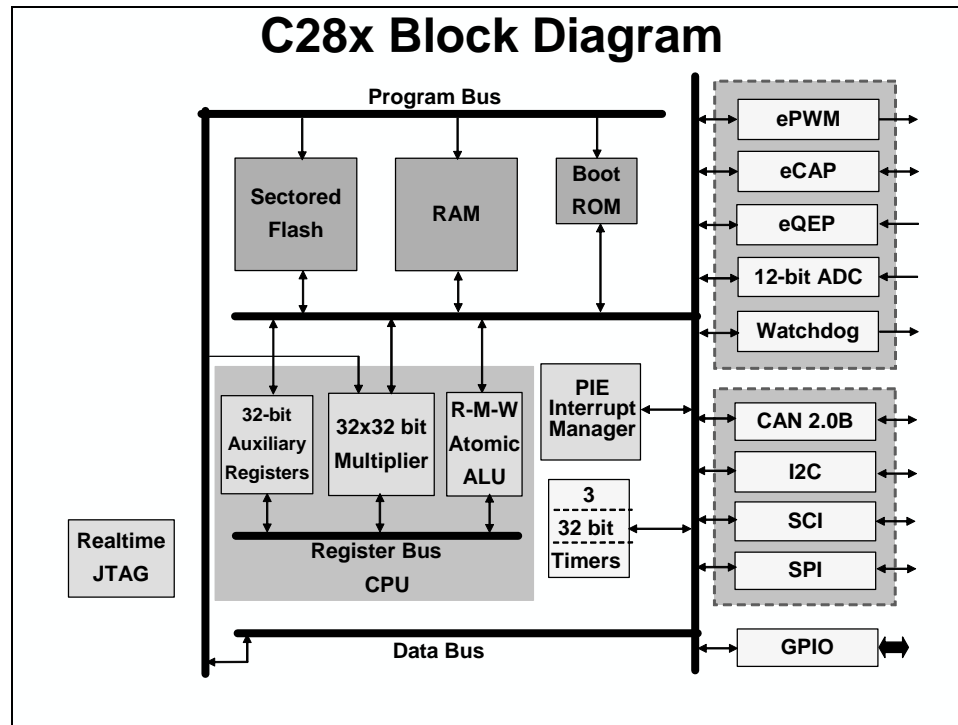 C28x Block Diagram
Program Bus
Sectored
Flash
RAM
Boot
ROM
ePWM
eCAP
eQEP
12-bit ADC
Watchdog
32-bit
Auxiliary
Registers
32x32 bit
Multiplier
R-M-W
Atomic
ALU
PIE
Interrupt
Manager
3
32 bit
Timers
CAN 2.0B
I2C
SCI
SPI
Realtime
JTAG
Register Bus
CPU
Data Bus
GPIO